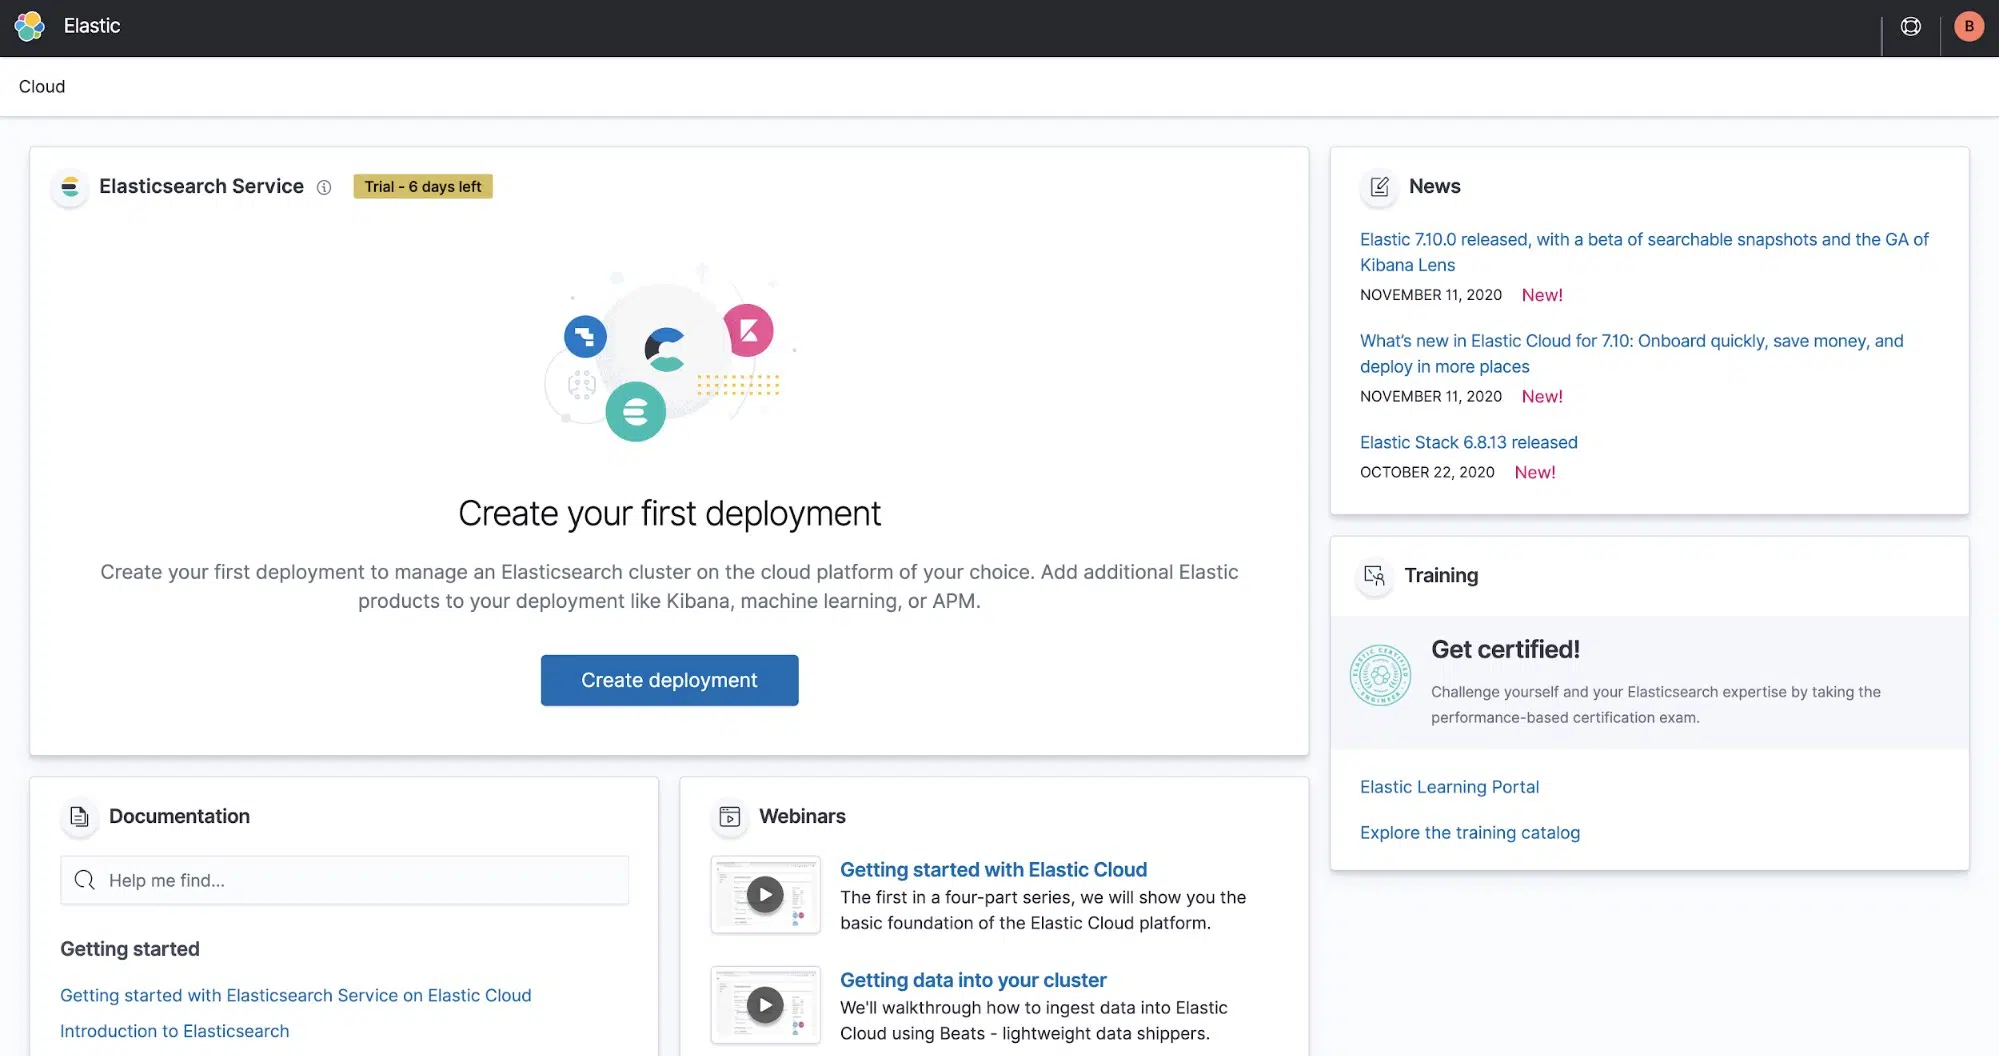 Elastic
B
Cloud
Elasticsearch Service
Trial - 6 days left
Create your first deployment
Create your first deployment to manage an Elasticsearch cluster on the cloud platform of your choice. Add additional Elastic
products to your deployment like Kibana, machine learning, or APM.
Create deployment
News
Elastic 7.10.0 released, with a beta of searchable snapshots and the GA of
Kibana Lens
NOVEMBER 11, 2020 New!
What's new in Elastic Cloud for 7.10: Onboard quickly, save money, and
deploy in more places
NOVEMBER 11, 2020 New!
Elastic Stack 6.8.13 released
OCTOBER 22, 2020 New!
Training
ELASTIC CERTIFIED
ENGINEER
Get certified!
Challenge yourself and your Elasticsearch expertise by taking the
performance-based certification exam.
Elastic Learning Portal
Explore the training catalog
Documentation
Help me find...
Getting started
Getting started with Elasticsearch Service on Elastic Cloud
Introduction to Elasticsearch
Webinars
Getting started with Elastic Cloud
The first in a four-part series, we will show you the
basic foundation of the Elastic Cloud platform.
Getting data into your cluster
We'll walkthrough how to ingest data into Elastic
Cloud using Beats - lightweight data shippers.